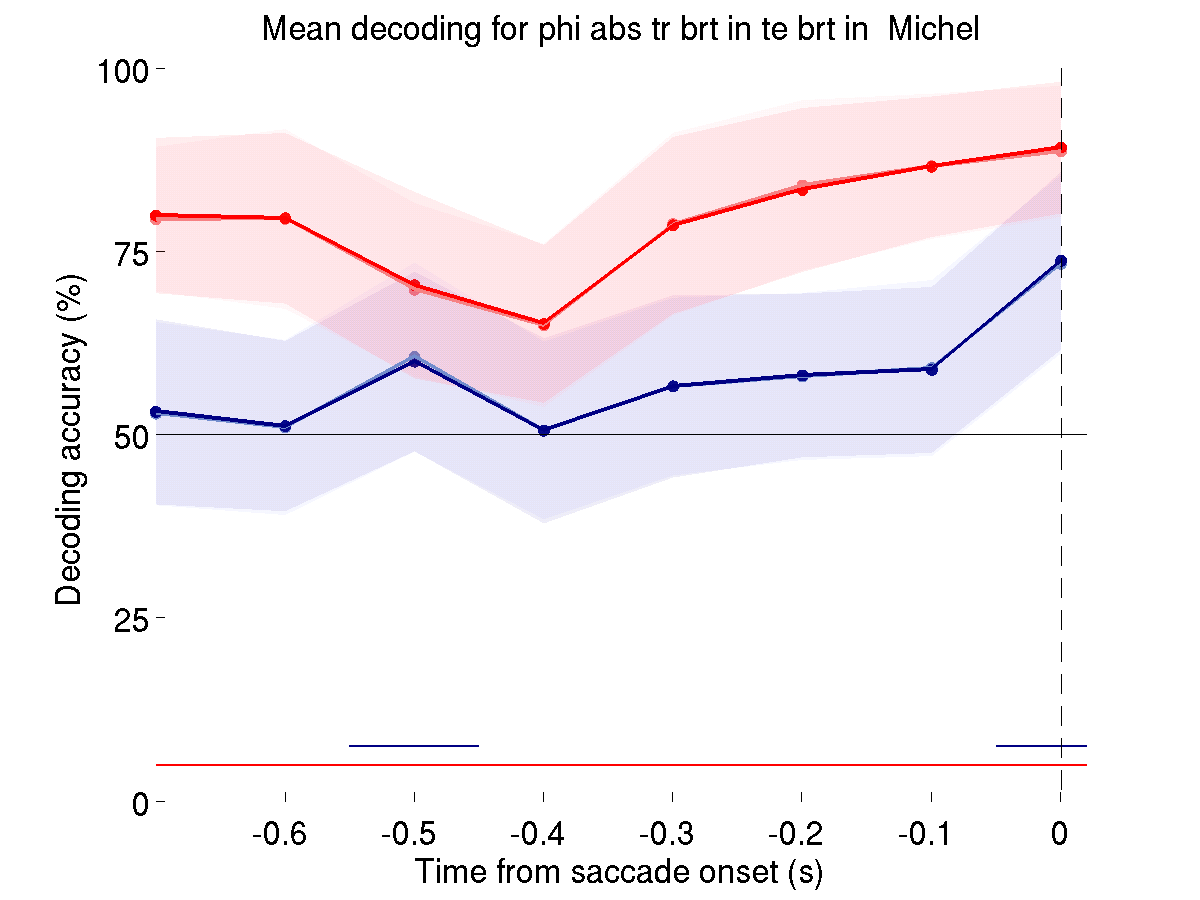 Mean decoding for phi abs tr brt in te brt in  Michel
100
75
50
25
0
Decoding accuracy (%)
-0.6 -0.5 -0.4 -0.3 -0.2 -0.1 0
Time from saccade onset (s)